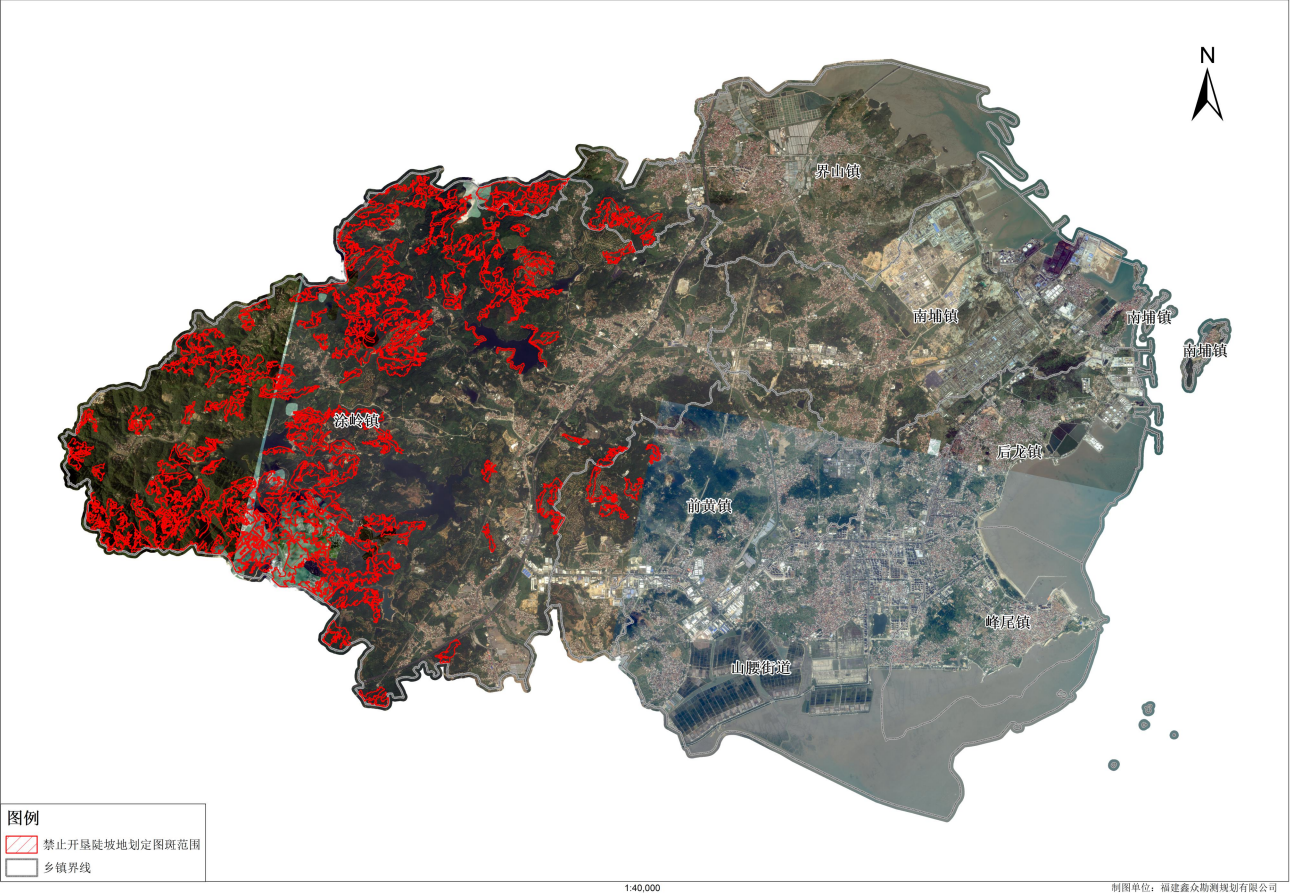 N
界山镇
南埔镇
南埔镇
南埔镇
涂岭镇
后龙镇
前黄镇
峰尾镇
山腰街道
图例
禁止开垦陡坡地划定图斑范围
乡镇界线
1:40,000
制图单位：福建鑫众勘测规划有限公司